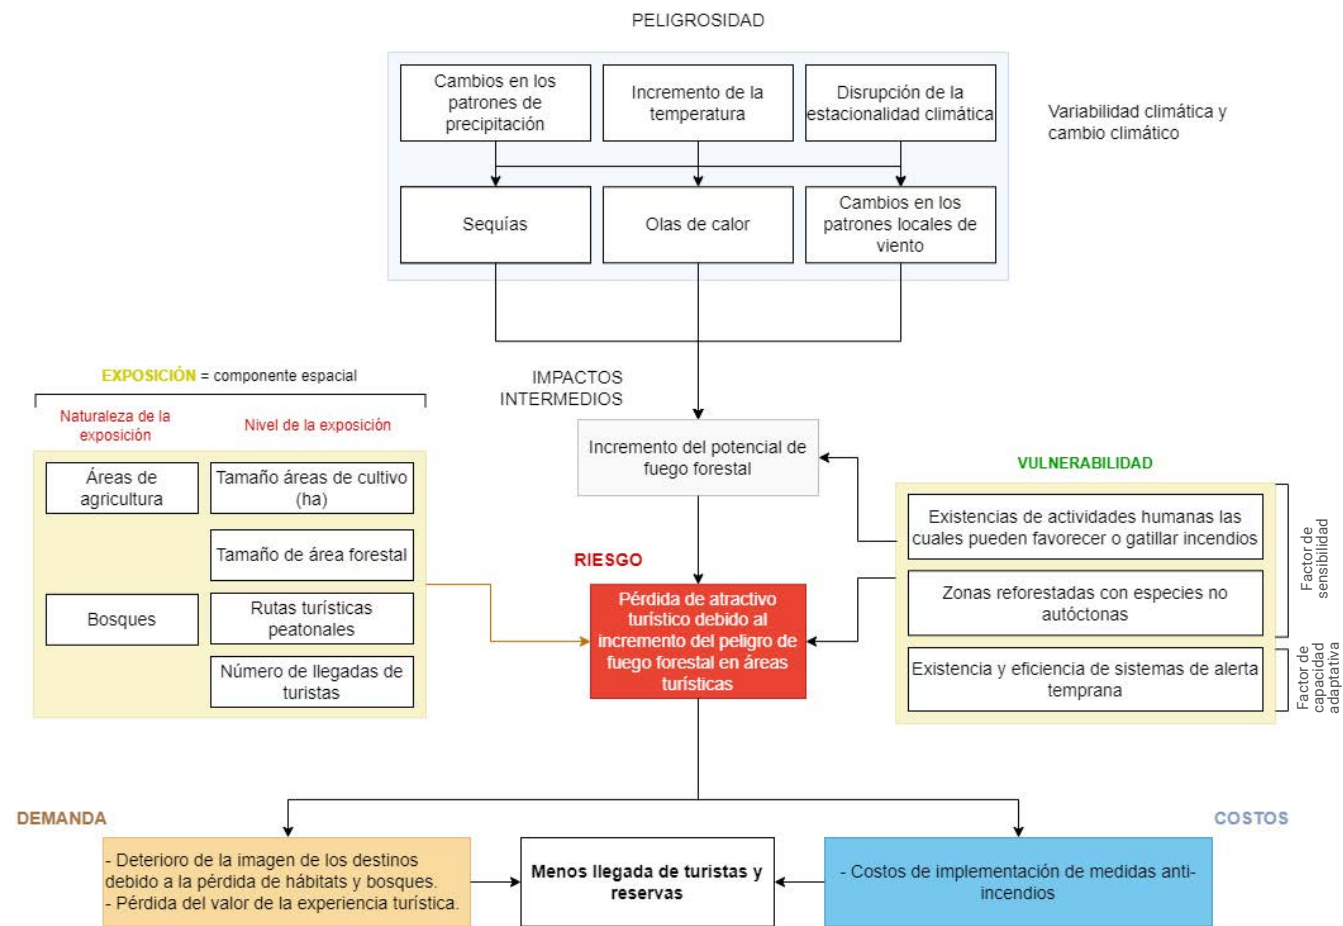 PELIGROSIDAD
Cambios en los
patrones de
precipitación
Incremento de la
temperatura
Disrupción de la
estacionalidad climática
Variabilidad climática y
cambio climático
Sequías
Olas de calor
Cambios en los
patrones locales de
viento
EXPOSICIÓN = componente espacial
Naturaleza de la
exposición
Nivel de la exposición
Áreas de
agricultura
Tamaño áreas de cultivo
(ha)
Tamaño de área forestal
Bosques
Rutas turísticas
peatonales
Número de llegadas de
turistas
IMPACTOS
INTERMEDIOS
Incremento del potencial de
fuego forestal
RIESGO
Pérdida de atractivo
turístico debido al
incremento del peligro de
fuego forestal en áreas
turísticas
VULNERABILIDAD
Existencias de actividades humanas las
cuales pueden favorecer o gatillar incendios
Zonas reforestadas con especies no
autóctonas
Factor de
sensibilidad
Existencia y eficiencia de sistemas de alerta
temprana
Factor de
capacidad
adaptativa
DEMANDA
- Deterioro de la imagen de los destinos
debido a la pérdida de hábitats y bosques.
- Pérdida del valor de la experiencia turística.
Menos llegada de turistas y
reservas
COSTOS
- Costos de implementación de medidas anti-
incendios